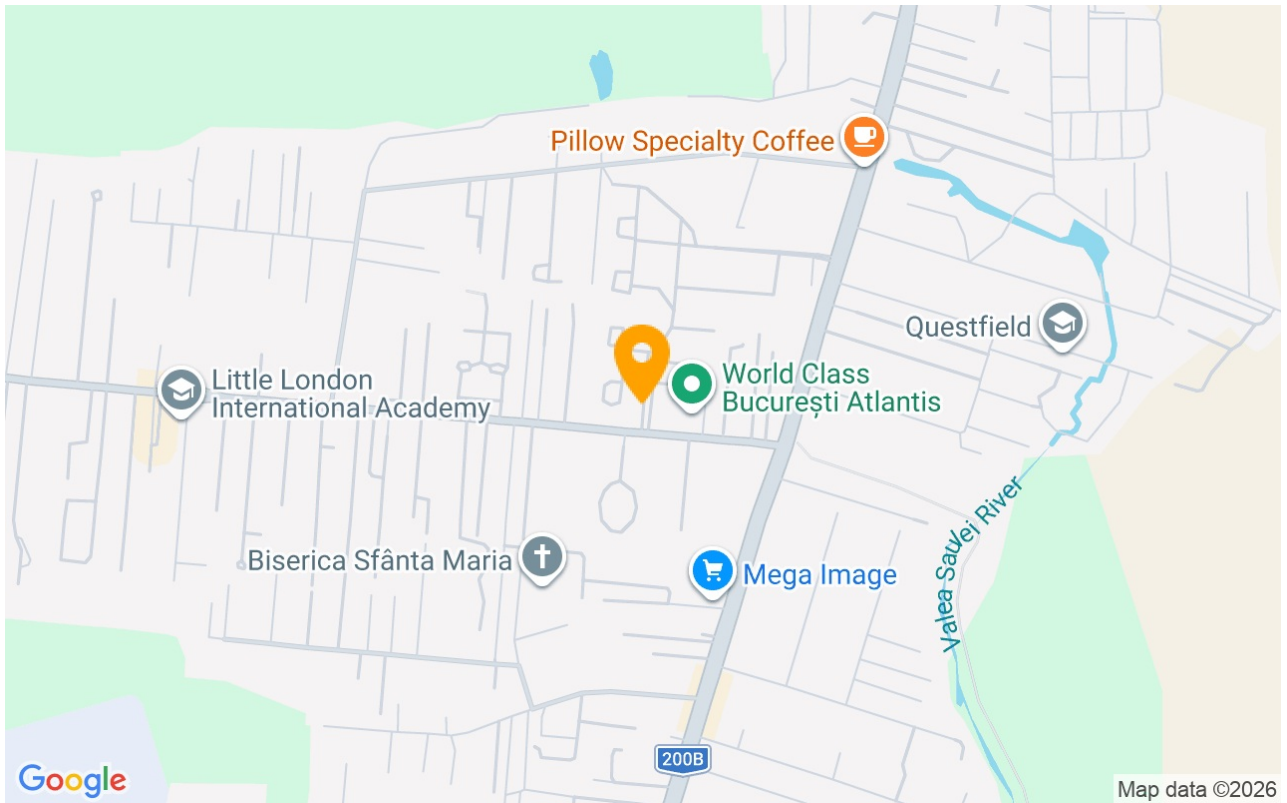 Pillow Specialty Coffee
Questfield
World Class
București Atlantis
Little London
International Academy
Valea Saulei River
Biserica Sfânta Maria
Mega Image
200B
Google
Map data ©2026